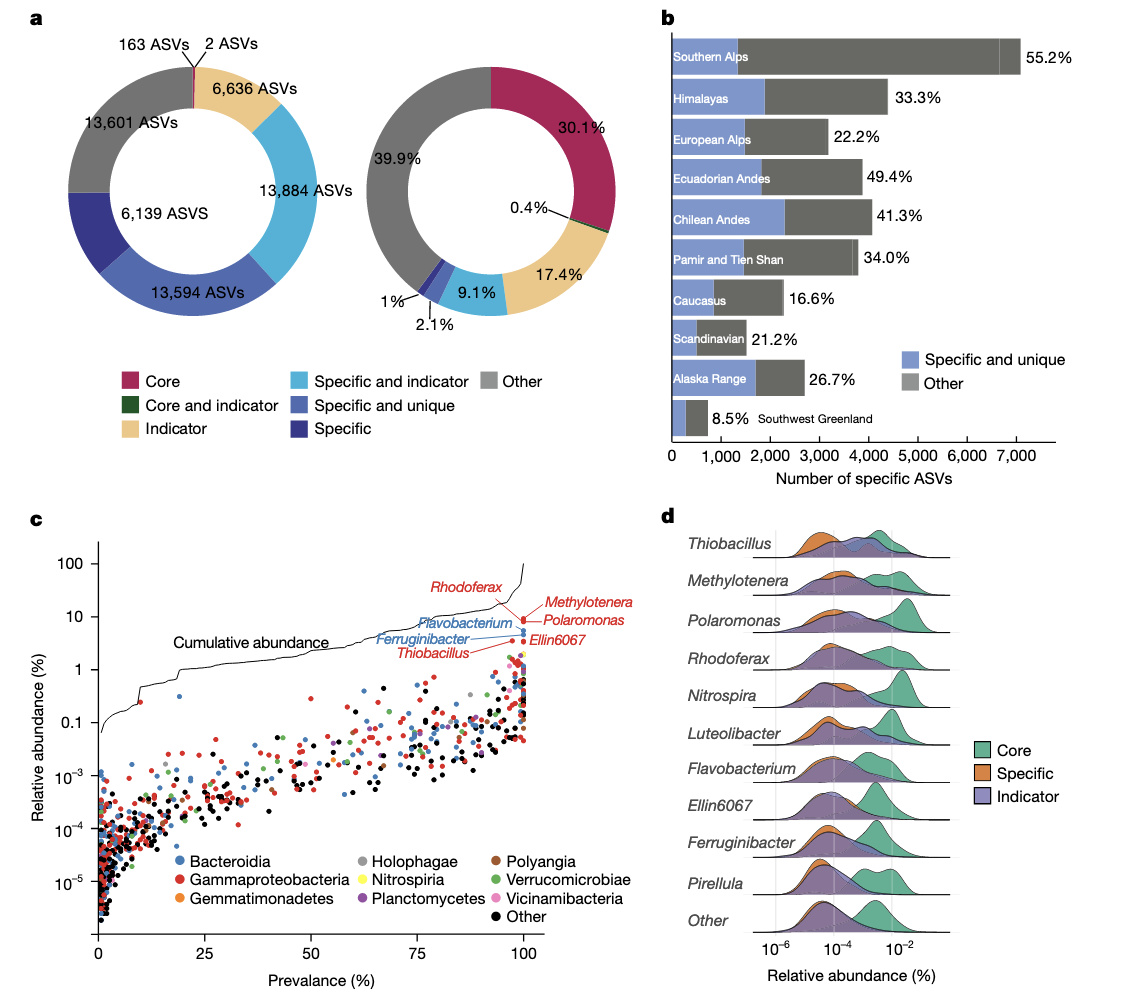 a
163 ASVs
2 ASVs
6,636 ASVs
13,601 ASVs
13,884 ASVs
6,139 ASVS
13,594 ASVs
30.1%
39.9%
0.4%
17.4%
9.1%
1%
2.1%
Core
Core and indicator
Indicator
Specific and indicator
Specific and unique
Specific
Other
b
Southern Alps
55.2%
Himalayas
33.3%
European Alps
22.2%
Ecuadorian Andes
49.4%
Chilean Andes
41.3%
Pamir and Tien Shan
34.0%
Caucasus
16.6%
Scandinavian
21.2%
Alaska Range
26.7%
8.5%
Southwest Greenland
Specific and unique
Other
0
1,000
2,000
3,000
4,000
5,000
6,000
7,000
Number of specific ASVs
c
Relative abundance (%)
100
10
1
0.1
10⁻³
10⁻⁴
10⁻⁵
Cumulative abundance
Rhodoferax
Methylotenera
Flavobacterium
Polaromonas
Ferruginibacter
Ellin6067
Thiobacillus
Bacteroidia
Gammaproteobacteria
Gemmatimonadetes
Holophagae
Nitrospiria
Planctomycetes
Polyangia
Verrucomicrobiae
Vicinamibacteria
Other
0
25
50
75
100
Prevalance (%)
d
Thiobacillus
Methylotenera
Polaromonas
Rhodoferax
Nitrospira
Luteolibacter
Flavobacterium
Ellin6067
Ferruginibacter
Pirellula
Other
Core
Specific
Indicator
10⁻⁶
10⁻⁴
10⁻²
Relative abundance (%)